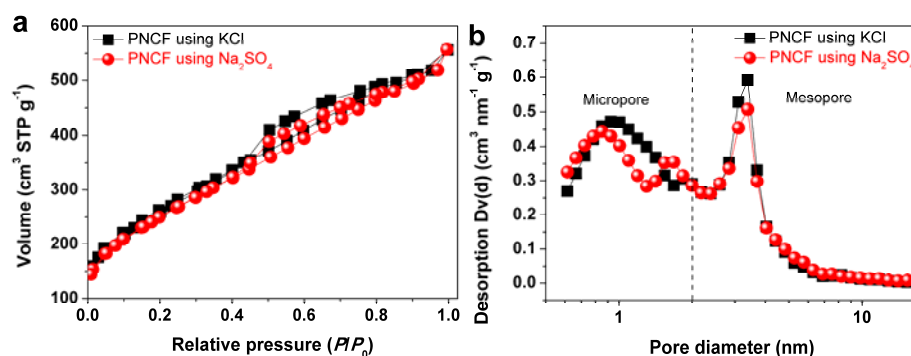 a
PNCF using KCl
PNCF using Na₂SO₄
Volume (cm³ STP g⁻¹)
600
500
400
300
200
100
0.0 0.2 0.4 0.6 0.8 1.0
Relative pressure (P/P₀)
b
PNCF using KCl
PNCF using Na₂SO₄
Micropore
Mesopore
Desorption Dv(d) (cm³ nm⁻¹ g⁻¹)
0.7
0.6
0.5
0.4
0.3
0.2
0.1
0.0
1 10
Pore diameter (nm)